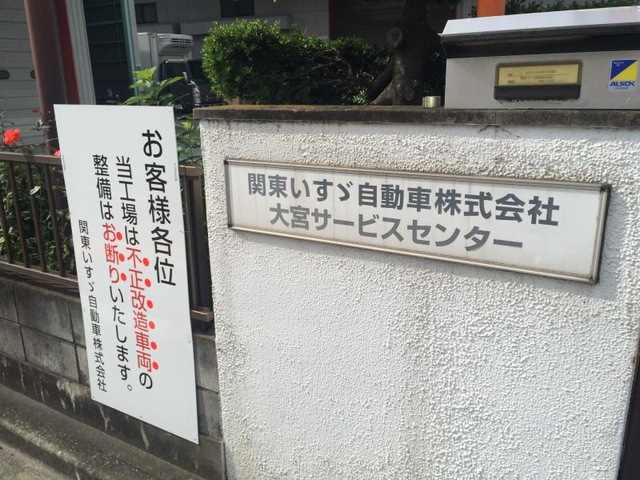 お客様各位
当工場は不正改造車両の
整備はお断りいたします。
関東いすゞ自動車株式会社
関東いすゞ自動車株式会社
大宮サービスセンター
ALSOK